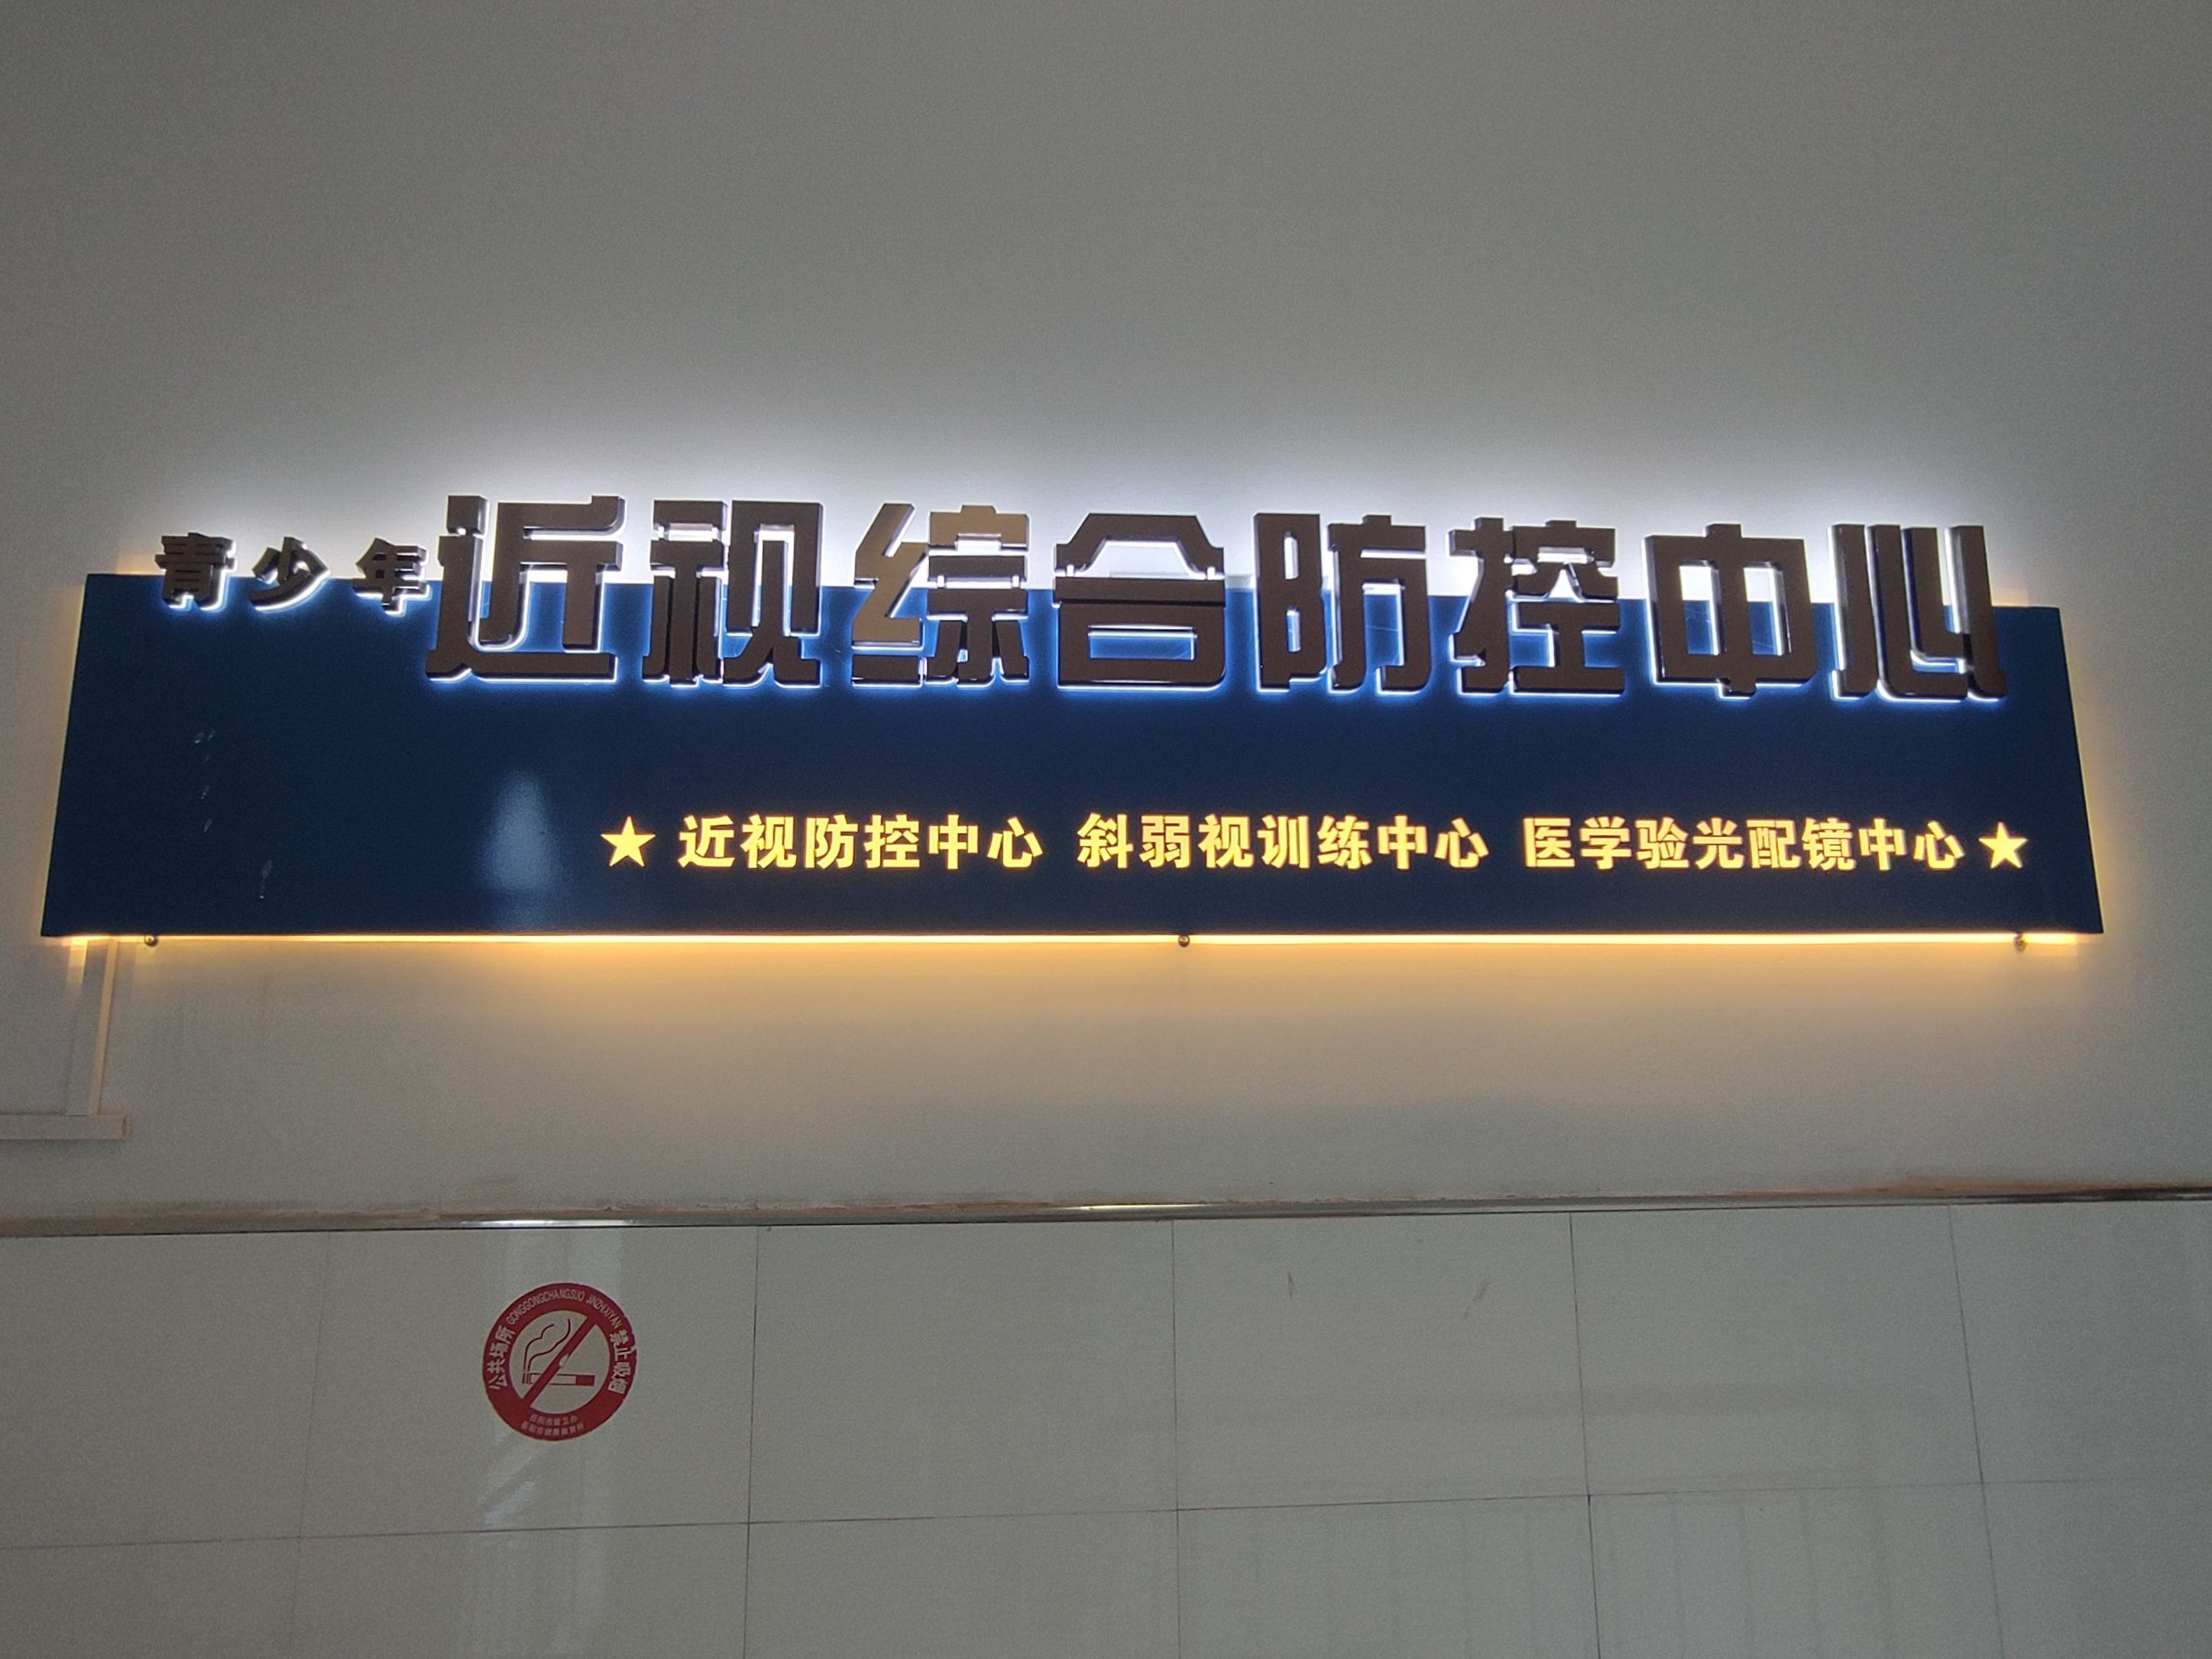 青少年近视综合防控中心
★ 近视防控中心 斜弱视训练中心 医学验光配镜中心 ★
公共场所 GONGGONGCHANGSUO JINZHIXIYAN 禁止吸烟